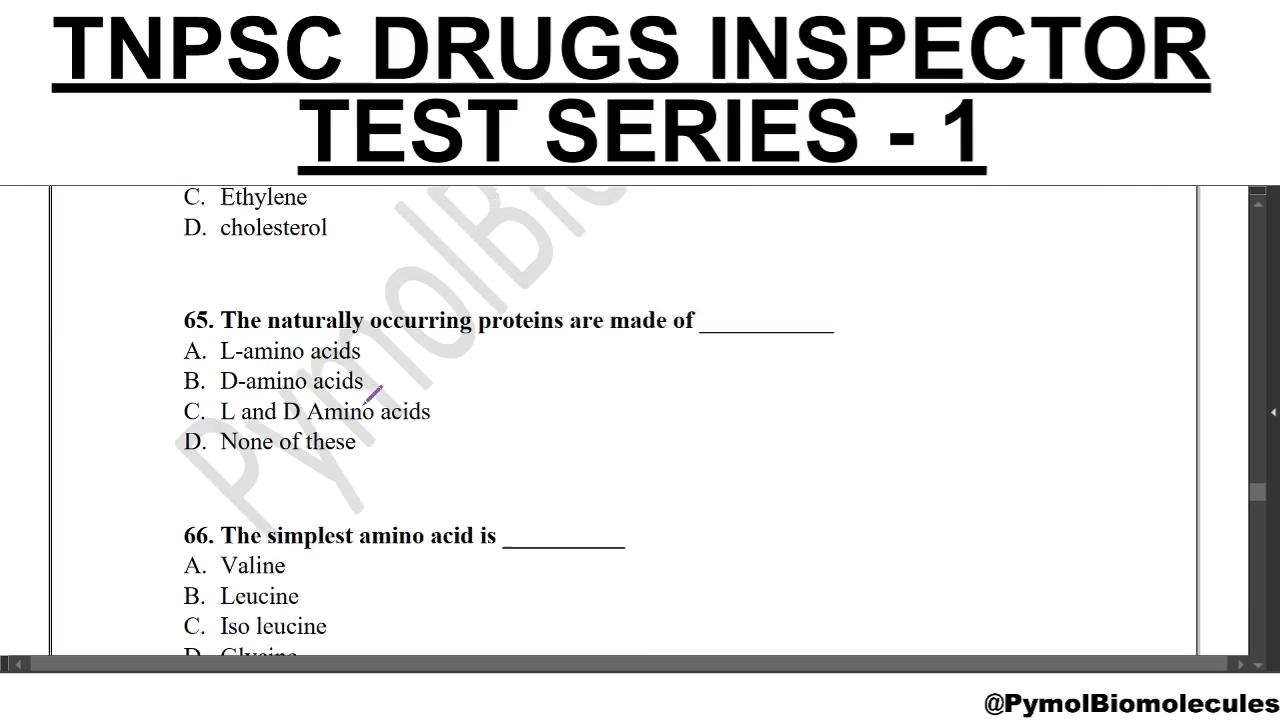 TNPSC DRUGS INSPECTOR
TEST SERIES - 1
C. Ethylene
D. cholesterol
65. The naturally occurring proteins are made of ___________
A. L-amino acids
B. D-amino acids
C. L and D Amino acids
D. None of these
66. The simplest amino acid is __________
A. Valine
B. Leucine
C. Iso leucine
D. Glycine
PymolBio
@PymolBiomolecules